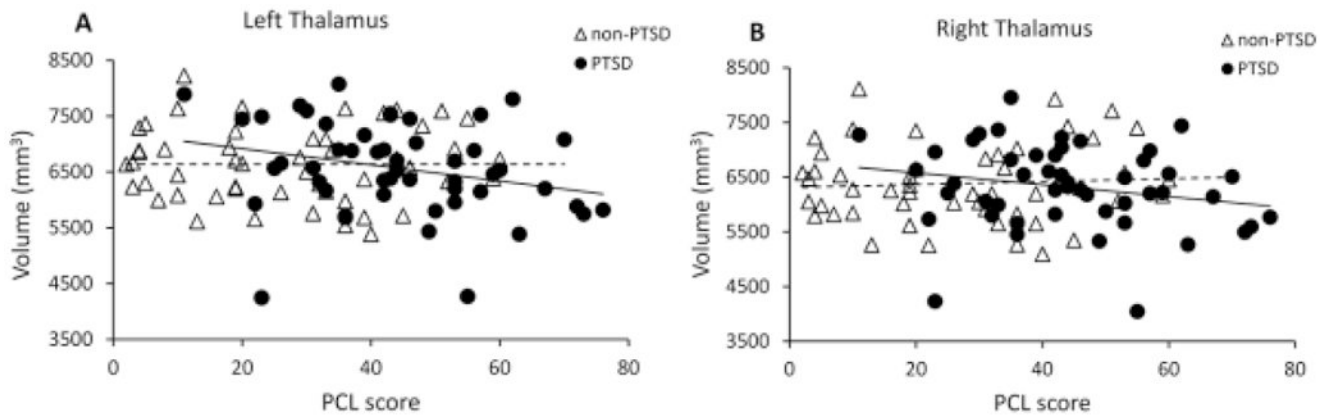 A
Left Thalamus
△ non-PTSD
● PTSD
8500
7500
6500
5500
4500
3500
Volume (mm³)
0 20 40 60 80
PCL score
B
Right Thalamus
△ non-PTSD
● PTSD
8500
7500
6500
5500
4500
3500
Volume (mm³)
0 20 40 60 80
PCL score